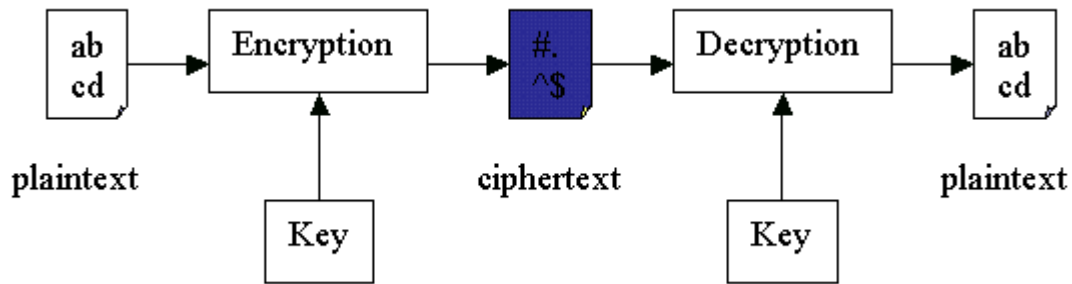 ab
cd
Encryption
#.
^$
Decryption
ab
cd
plaintext
ciphertext
plaintext
Key
Key